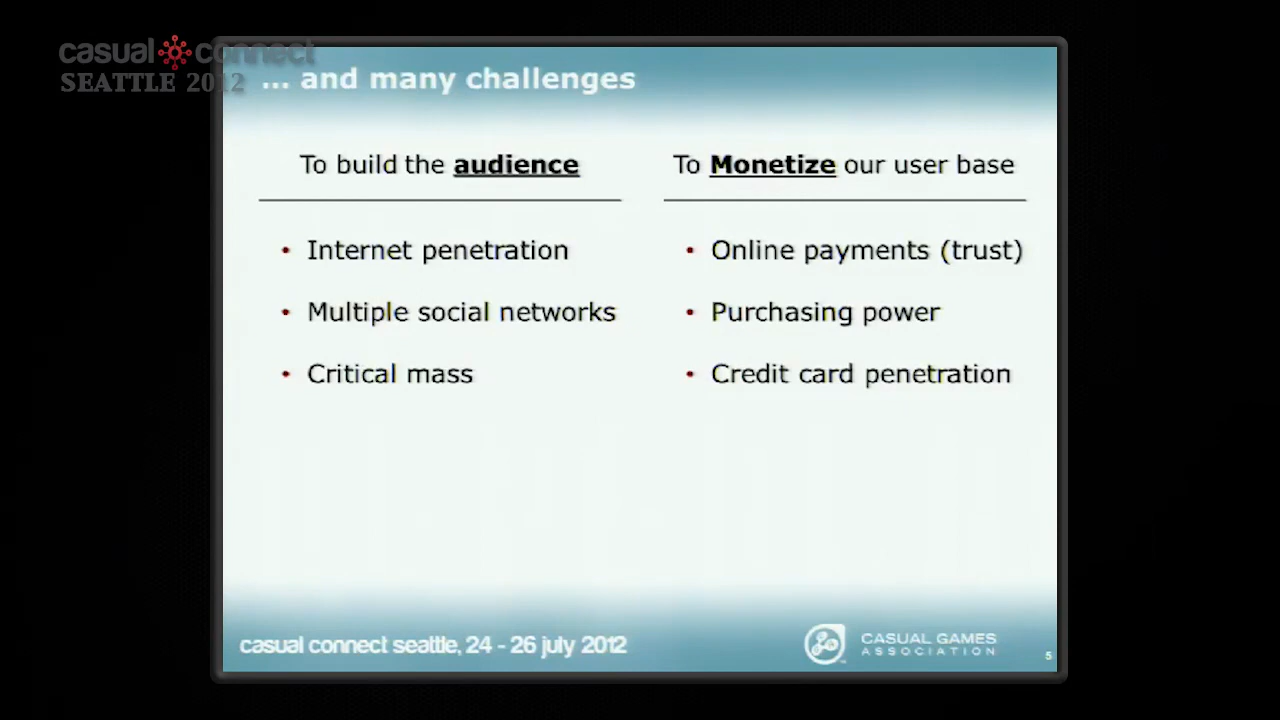 casual connect
SEATTLE 2012
... and many challenges
To build the audience
• Internet penetration
• Multiple social networks
• Critical mass
To Monetize our user base
• Online payments (trust)
• Purchasing power
• Credit card penetration
casual connect seattle, 24 - 26 july 2012
CASUAL GAMES
ASSOCIATION
5